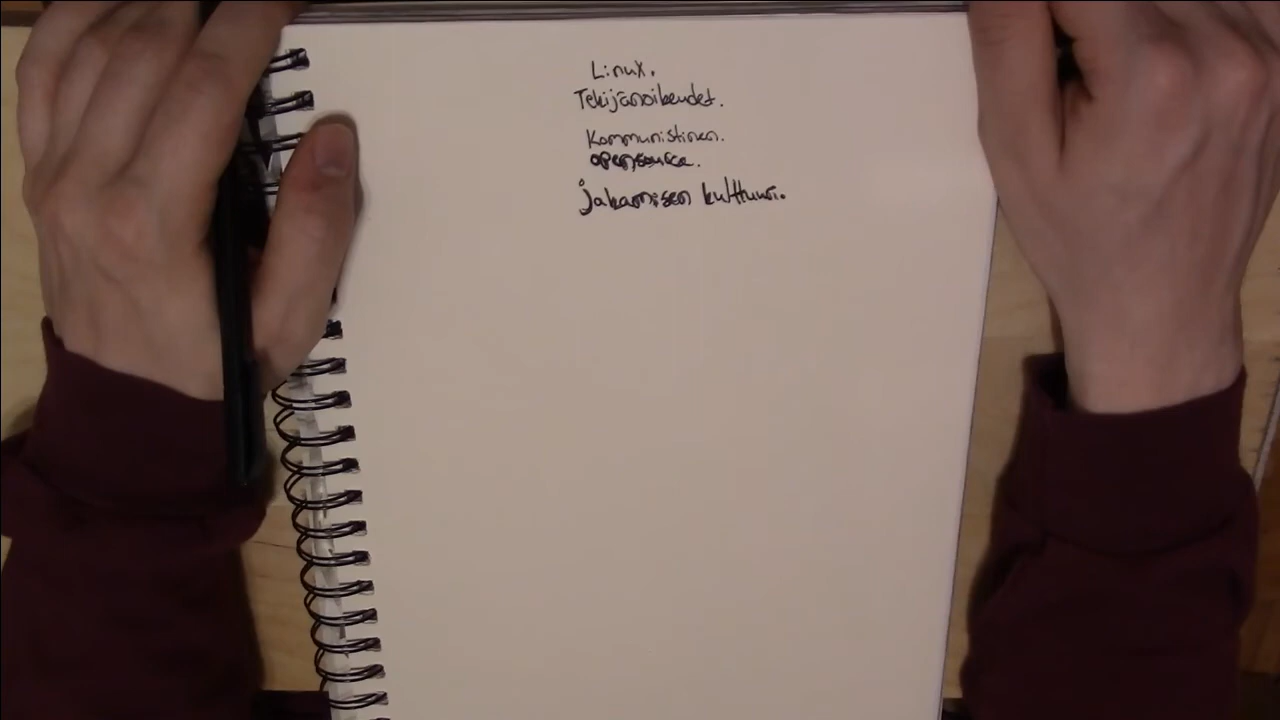 Linux.
Tekijänoikeudet.
Kommunistinen.
opensource.
jakamisen kulttuuri.